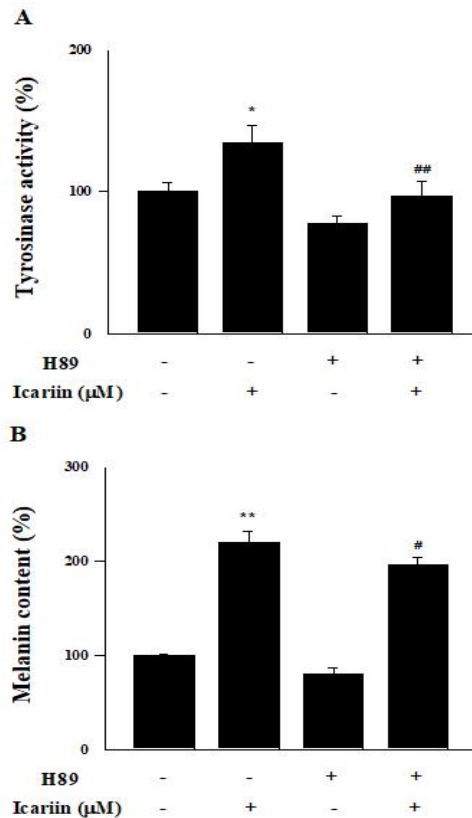 A
Tyrosinase activity (%)
200
*
##
100
0
H89 - - + +
Icariin (μM) - + - +
B
Melanin content (%)
300
**
#
200
100
0
H89 - - + +
Icariin (μM) - + - +